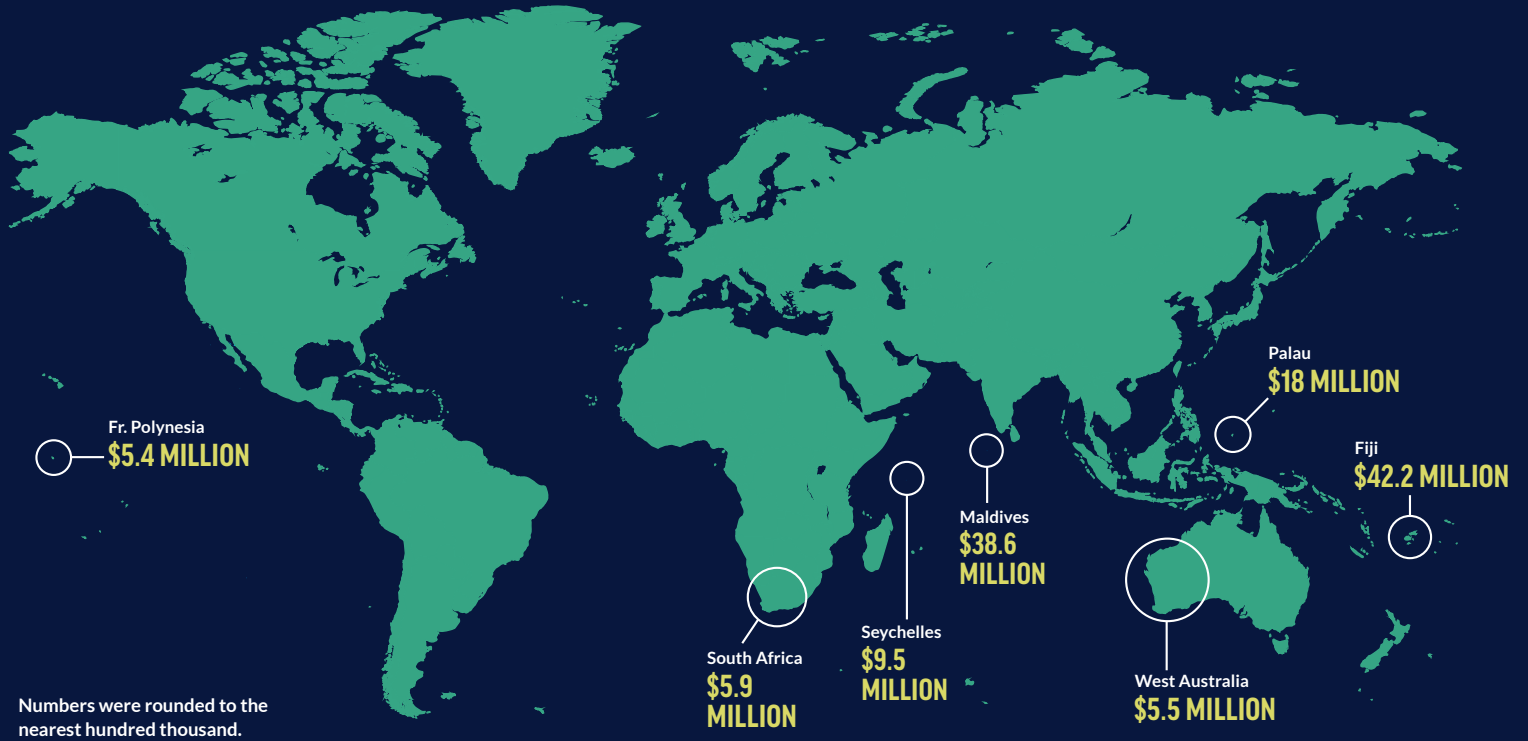 Palau
$18 MILLION
Fr. Polynesia
$5.4 MILLION
Fiji
$42.2 MILLION
Maldives
$38.6
MILLION
Seychelles
$9.5
MILLION
South Africa
$5.9
MILLION
West Australia
$5.5 MILLION
Numbers were rounded to the
nearest hundred thousand.